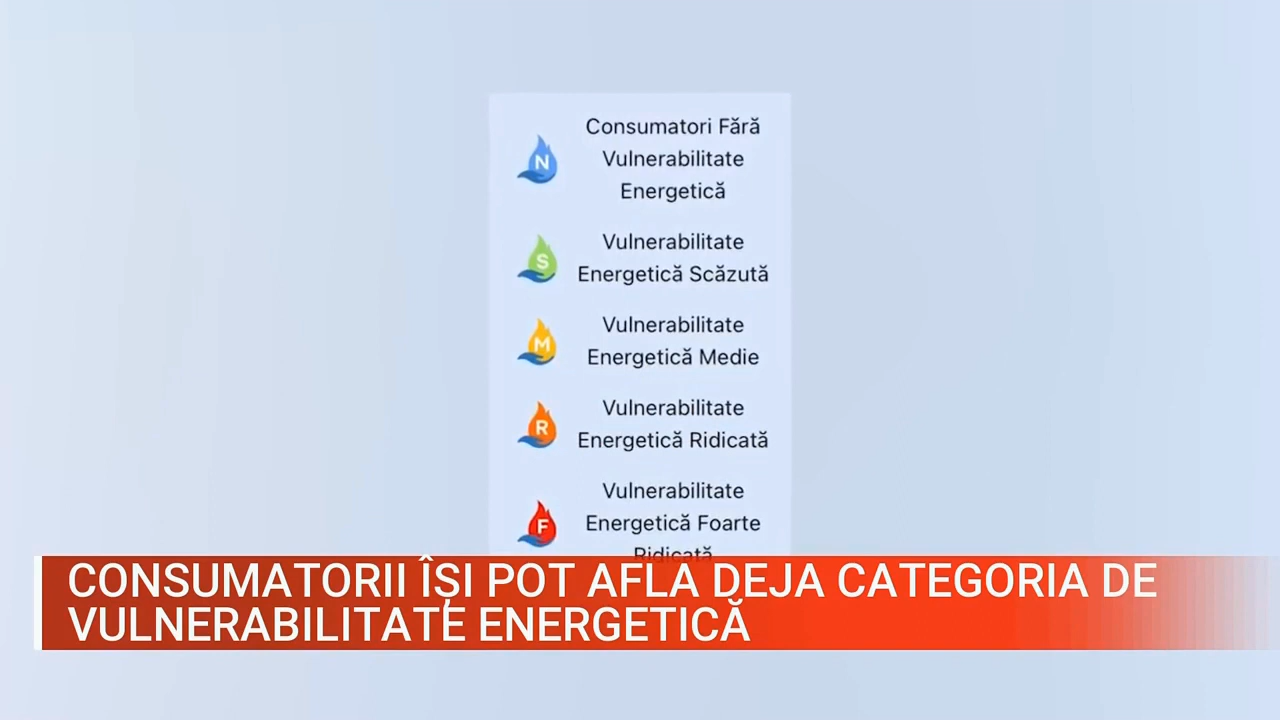 Consumatori Fără
Vulnerabilitate
Energetică
N
Vulnerabilitate
Energetică Scăzută
S
Vulnerabilitate
Energetică Medie
M
Vulnerabilitate
Energetică Ridicată
R
Vulnerabilitate
Energetică Foarte
Ridicată
F
CONSUMATORII ÎȘI POT AFLA DEJA CATEGORIA DE
VULNERABILITATE ENERGETICĂ